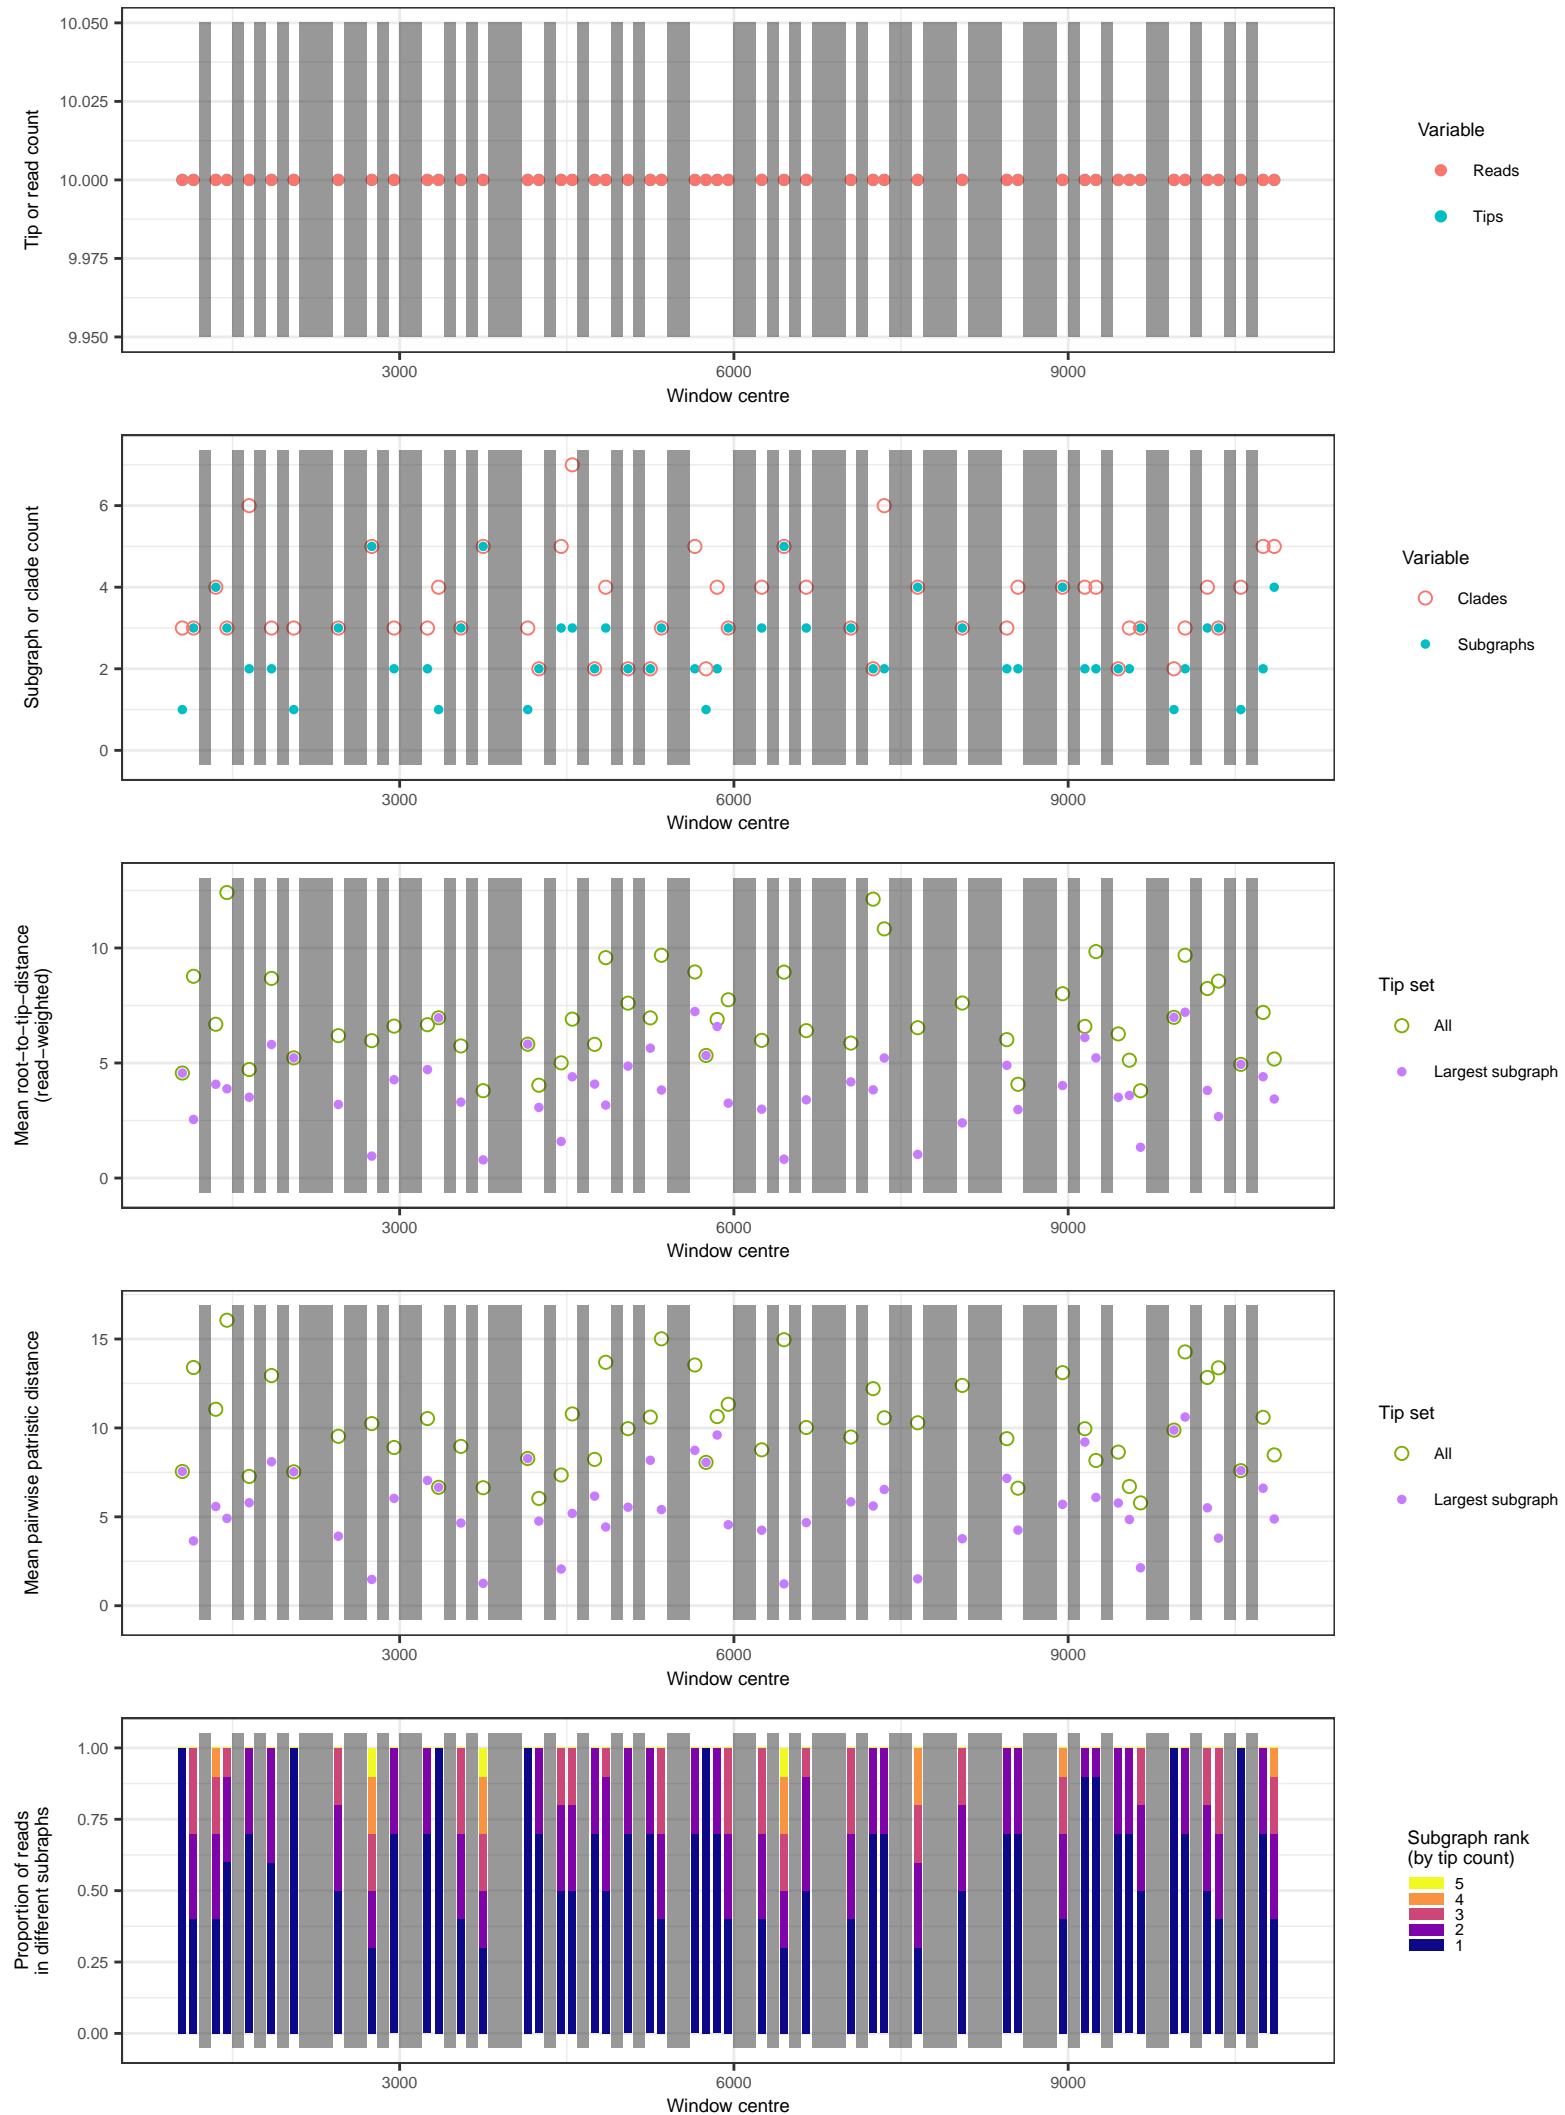 10.050
10.025
10.000
9.975
9.950
Tip or read count
3000
6000
9000
Window centre
Variable
Reads
Tips
6
4
2
0
Subgraph or clade count
3000
6000
9000
Window centre
Variable
Clades
Subgraphs
10
5
0
Mean root−to−tip−distance
(read−weighted)
3000
6000
9000
Window centre
Tip set
All
Largest subgraph
15
10
5
0
Mean pairwise patristic distance
3000
6000
9000
Window centre
Tip set
All
Largest subgraph
1.00
0.75
0.50
0.25
0.00
Proportion of reads
in different subraphs
3000
6000
9000
Window centre
Subgraph rank
(by tip count)
5
4
3
2
1